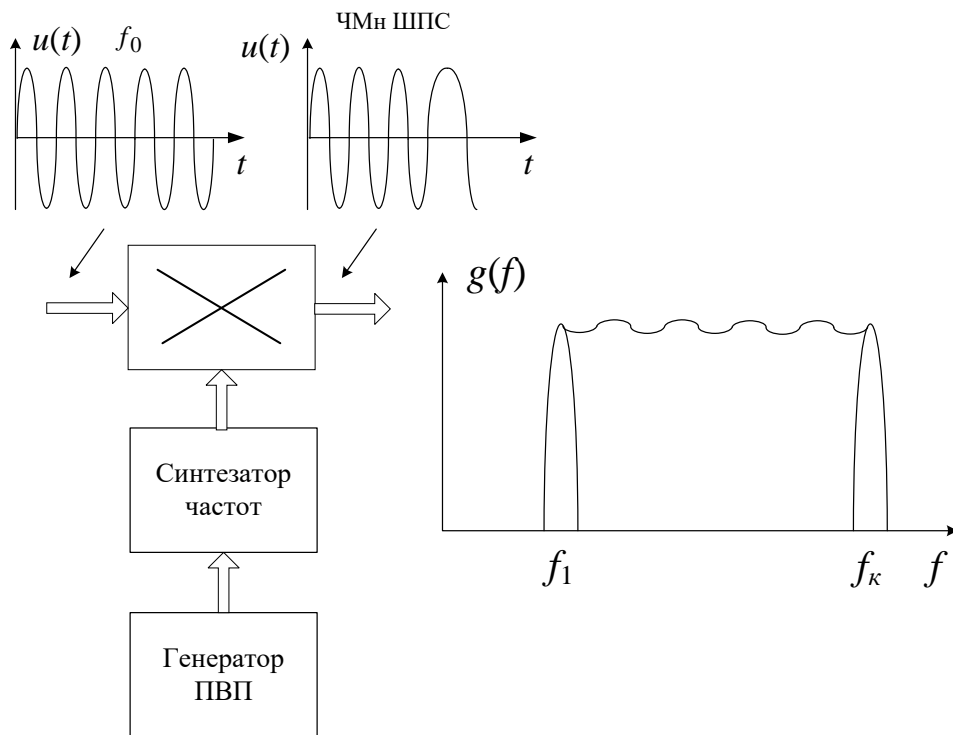 ЧМн ШПС
u(t) f₀
u(t)
t
t
g(f)
Синтезатор
частот
f₁
fк
f
Генератор
ПВП